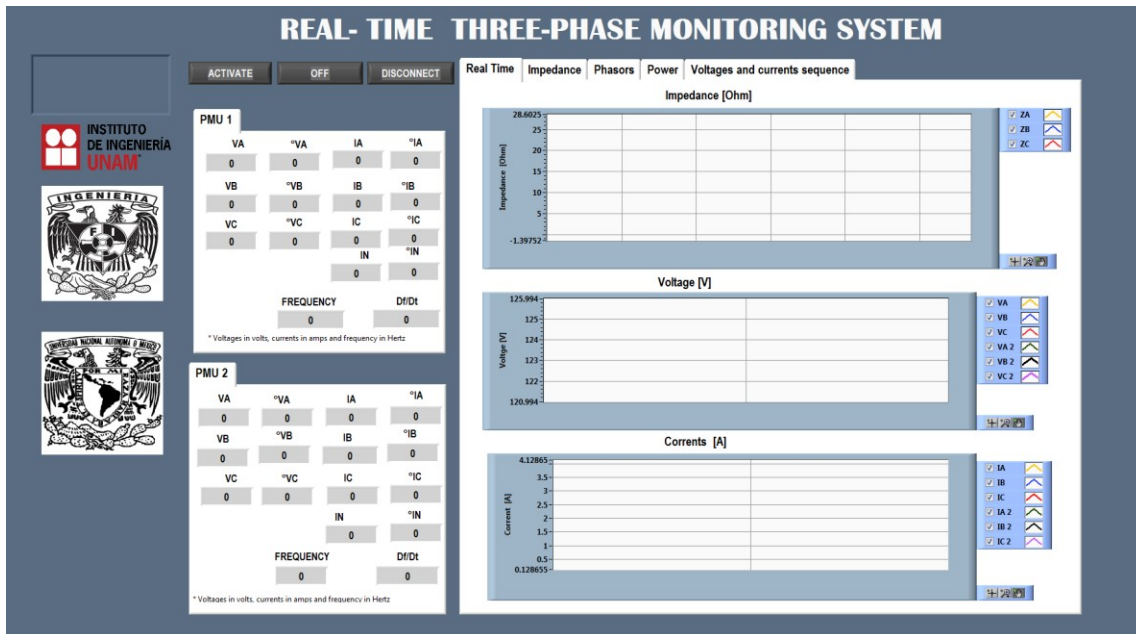 REAL- TIME THREE-PHASE MONITORING SYSTEM
ACTIVATE OFF DISCONNECT
INSTITUTO
DE INGENIERÍA
UNAM
INGENIERIA
F I
UNIVERSIDAD NACIONAL AUTONOMA D MEXICO
POR MI RAZA
PMU 1
VA °VA IA °IA
0 0 0 0
VB °VB IB °IB
0 0 0 0
VC °VC IC °IC
0 0 0 0
IN °IN
0 0
FREQUENCY Df/Dt
0 0
* Voltages in volts, currents in amps and frequency in Hertz
PMU 2
VA °VA IA °IA
0 0 0 0
VB °VB IB °IB
0 0 0 0
VC °VC IC °IC
0 0 0 0
IN °IN
0 0
FREQUENCY Df/Dt
0 0
* Voltages in volts, currents in amps and frequency in Hertz
Real Time Impedance Phasors Power Voltages and currents sequence
Impedance [Ohm]
Impedance [Ohm]
28.6025
25
20
15
10
5
-1.39752
ZA
ZB
ZC
Voltage [V]
Voltge [V]
125.994
125
124
123
122
120.994
VA
VB
VC
VA 2
VB 2
VC 2
Corrents [A]
Current [A]
4.12865
3.5
3
2.5
2
1.5
1
0.5
0.128655
IA
IB
IC
IA 2
IB 2
IC 2